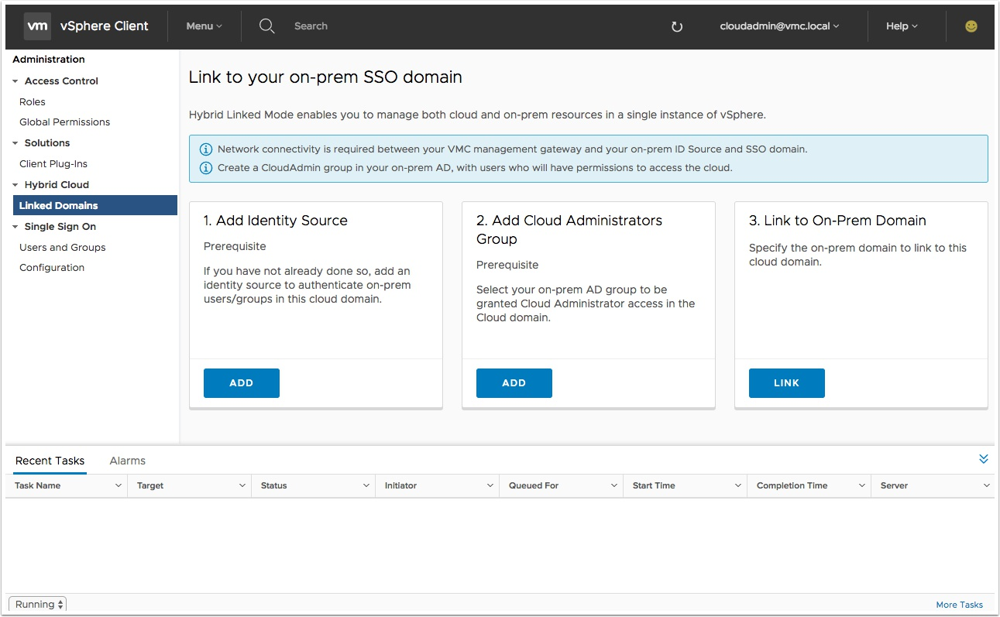 vm vSphere Client Menu Search cloudadmin@vmc.local Help
Administration
Access Control
Roles
Global Permissions
Solutions
Client Plug-Ins
Hybrid Cloud
Linked Domains
Single Sign On
Users and Groups
Configuration
Link to your on-prem SSO domain
Hybrid Linked Mode enables you to manage both cloud and on-prem resources in a single instance of vSphere.
Network connectivity is required between your VMC management gateway and your on-prem ID Source and SSO domain.
Create a CloudAdmin group in your on-prem AD, with users who will have permissions to access the cloud.
1. Add Identity Source
Prerequisite
If you have not already done so, add an
identity source to authenticate on-prem
users/groups in this cloud domain.
ADD
2. Add Cloud Administrators
Group
Prerequisite
Select your on-prem AD group to be
granted Cloud Administrator access in the
Cloud domain.
ADD
3. Link to On-Prem Domain
Specify the on-prem domain to link to this
cloud domain.
LINK
Recent Tasks Alarms
Task Name Target Status Initiator Queued For Start Time Completion Time Server
Running More Tasks